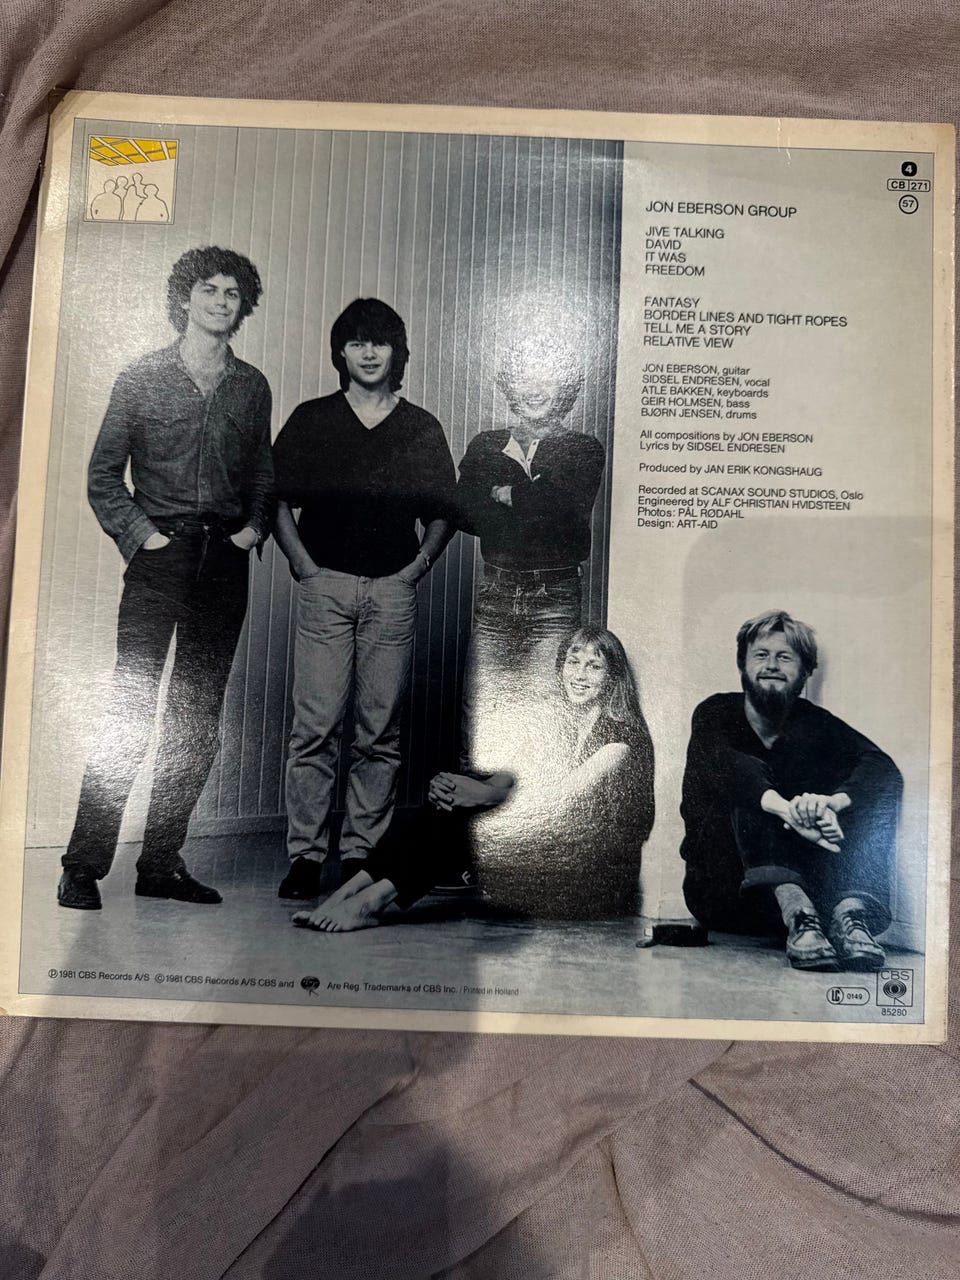 4
CB 271
57
JON EBERSON GROUP
JIVE TALKING
DAVID
IT WAS
FREEDOM
FANTASY
BORDER LINES AND TIGHT ROPES
TELL ME A STORY
RELATIVE VIEW
JON EBERSON, guitar
SIDSEL ENDRESEN, vocal
ATLE BAKKEN, keyboards
GEIR HOLMSEN, bass
BJØRN JENSEN, drums
All compositions by JON EBERSON
Lyrics by SIDSEL ENDRESEN
Produced by JAN ERIK KONGSHAUG
Recorded at SCANAX SOUND STUDIOS, Oslo
Engineered by ALF CHRISTIAN HVIDSTEEN
Photos: PÅL RØDAHL
Design: ART-AID
Ⓟ 1981 CBS Records A/S © 1981 CBS Records A/S CBS and Are Reg. Trademarks of CBS Inc. / Printed in Holland
LC 0149
CBS
85280